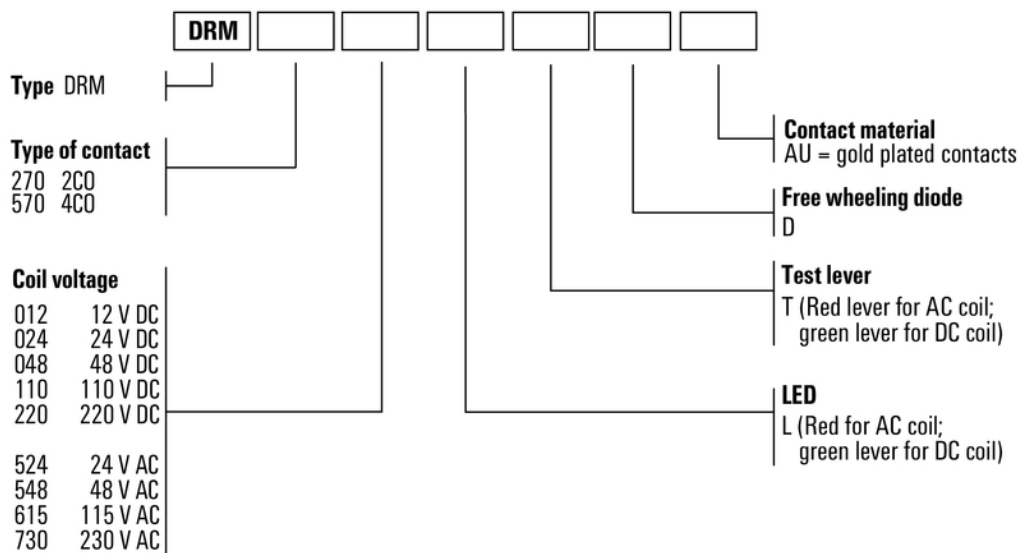 DRM
Type DRM
Type of contact
270 2CO
570 4CO
Coil voltage
012 12 V DC
024 24 V DC
048 48 V DC
110 110 V DC
220 220 V DC
524 24 V AC
548 48 V AC
615 115 V AC
730 230 V AC
Contact material
AU = gold plated contacts
Free wheeling diode
D
Test lever
T (Red lever for AC coil;
green lever for DC coil)
LED
L (Red for AC coil;
green lever for DC coil)